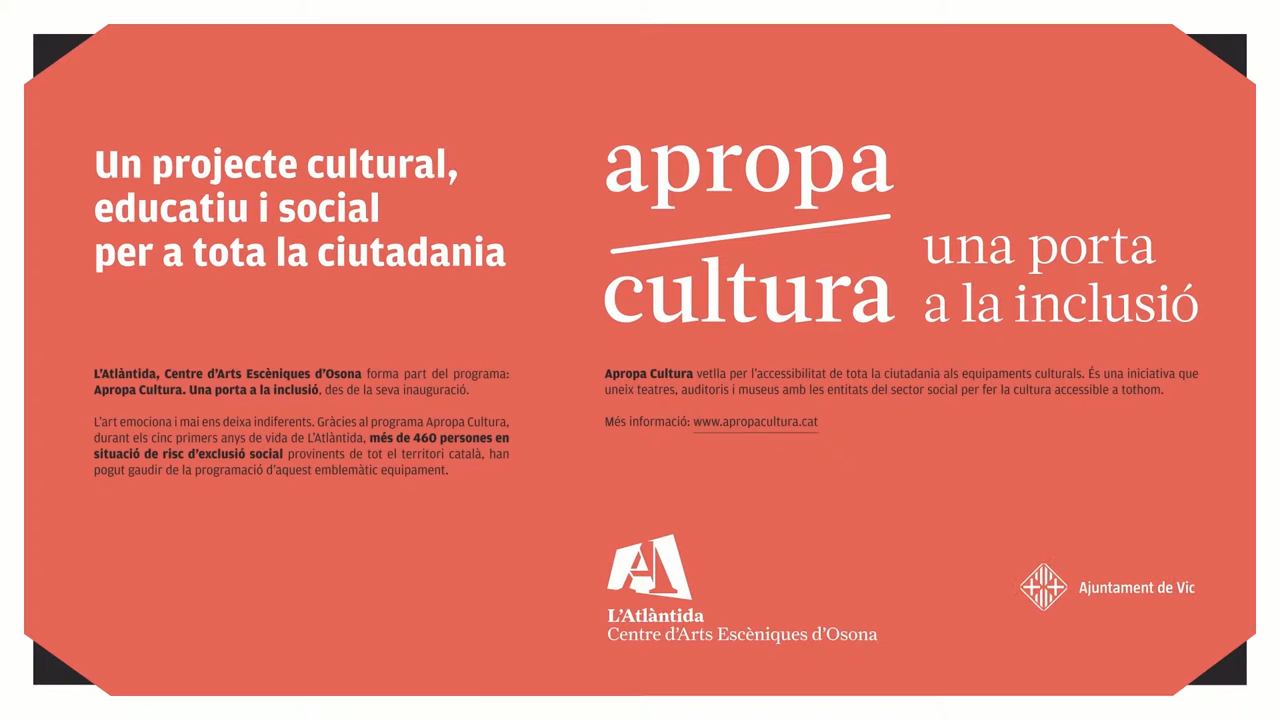 Un projecte cultural,
educatiu i social
per a tota la ciutadania
L'Atlàntida, Centre d'Arts Escèniques d'Osona forma part del programa:
Apropa Cultura. Una porta a la inclusió, des de la seva inauguració.
L'art emociona i mai ens deixa indiferents. Gràcies al programa Apropa Cultura,
durant els cinc primers anys de vida de L'Atlàntida, més de 460 persones en
situació de risc d'exclusió social provinents de tot el territori català, han
pogut gaudir de la programació d'aquest emblemàtic equipament.
apropa
cultura
una porta
a la inclusió
Apropa Cultura vetlla per l'accessibilitat de tota la ciutadania als equipaments culturals. És una iniciativa que
uneix teatres, auditoris i museus amb les entitats del sector social per fer la cultura accessible a tothom.
Més informació: www.apropacultura.cat
L'Atlàntida
Centre d'Arts Escèniques d'Osona
Ajuntament de Vic